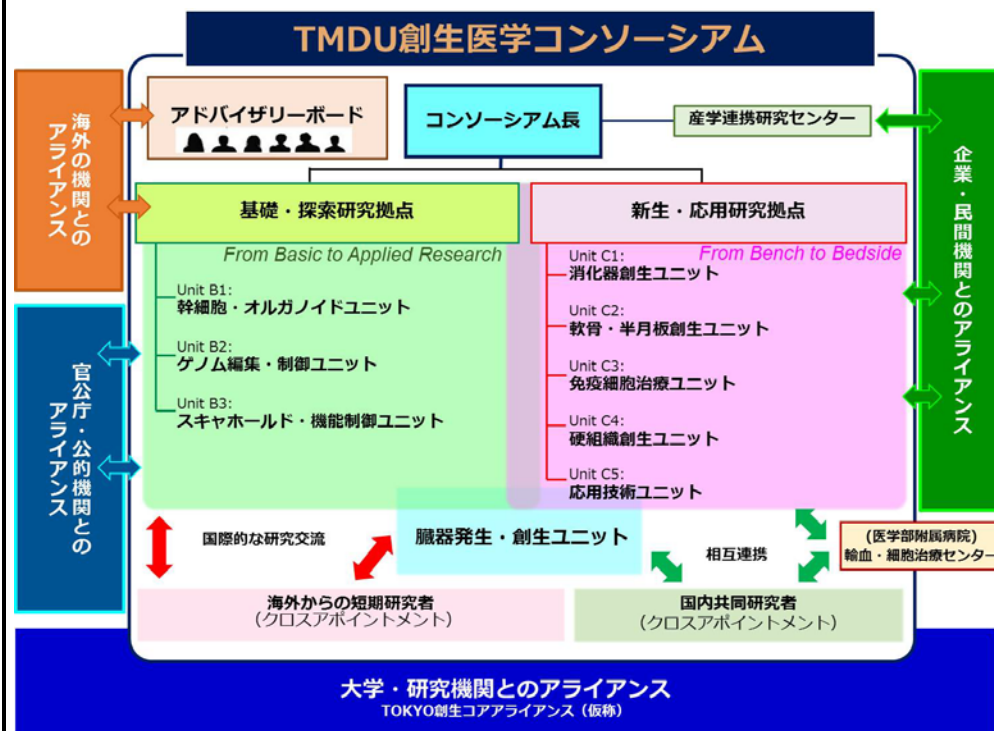 TMDU創生医学コンソーシアム
海外の機関との
アライアンス
アドバイザリーボード
コンソーシアム長
産学連携研究センター
企業・民間機関とのアライアンス
基礎・探索研究拠点
新生・応用研究拠点
From Basic to Applied Research
From Bench to Bedside
Unit B1:
幹細胞・オルガノイドユニット
Unit B2:
ゲノム編集・制御ユニット
Unit B3:
スキャホールド・機能制御ユニット
Unit C1:
消化器創生ユニット
Unit C2:
軟骨・半月板創生ユニット
Unit C3:
免疫細胞治療ユニット
Unit C4:
硬組織創生ユニット
Unit C5:
応用技術ユニット
官公庁・公的機関との
アライアンス
国際的な研究交流
臓器発生・創生ユニット
相互連携
(医学部附属病院)
輸血・細胞治療センター
海外からの短期研究者
(クロスアポイントメント)
国内共同研究者
(クロスアポイントメント)
大学・研究機関とのアライアンス
TOKYO創生コアアライアンス（仮称）